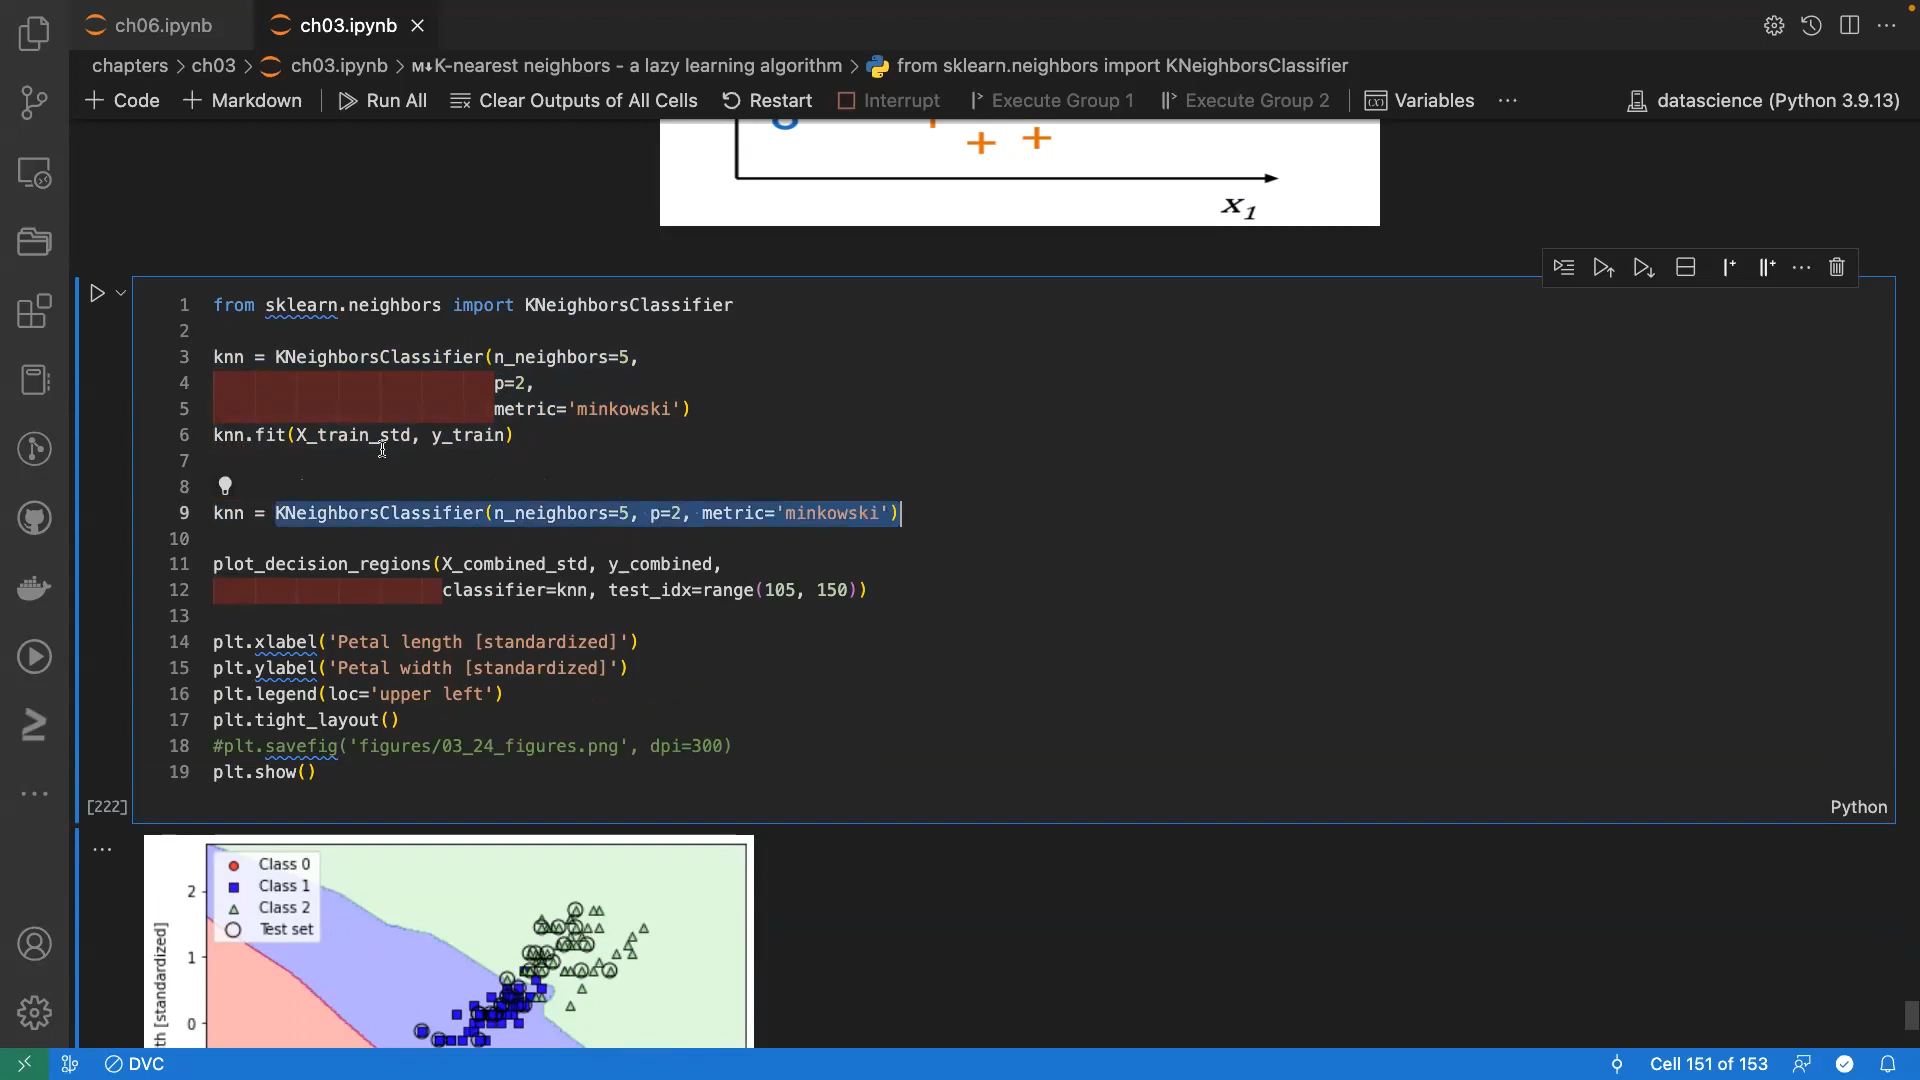 ch06.ipynb
ch03.ipynb
chapters > ch03 > ch03.ipynb > M↓K-nearest neighbors - a lazy learning algorithm > from sklearn.neighbors import KNeighborsClassifier
+ Code + Markdown Run All Clear Outputs of All Cells Restart Interrupt Execute Group 1 Execute Group 2 Variables ... datascience (Python 3.9.13)
x1
1 from sklearn.neighbors import KNeighborsClassifier
2
3 knn = KNeighborsClassifier(n_neighbors=5,
4 p=2,
5 metric='minkowski')
6 knn.fit(X_train_std, y_train)
7
8
9 knn = KNeighborsClassifier(n_neighbors=5, p=2, metric='minkowski')
10
11 plot_decision_regions(X_combined_std, y_combined,
12 classifier=knn, test_idx=range(105, 150))
13
14 plt.xlabel('Petal length [standardized]')
15 plt.ylabel('Petal width [standardized]')
16 plt.legend(loc='upper left')
17 plt.tight_layout()
18 #plt.savefig('figures/03_24_figures.png', dpi=300)
19 plt.show()
[222]
Python
Class 0
Class 1
Class 2
Test set
2
1
0
th [standardized]
DVC
Cell 151 of 153